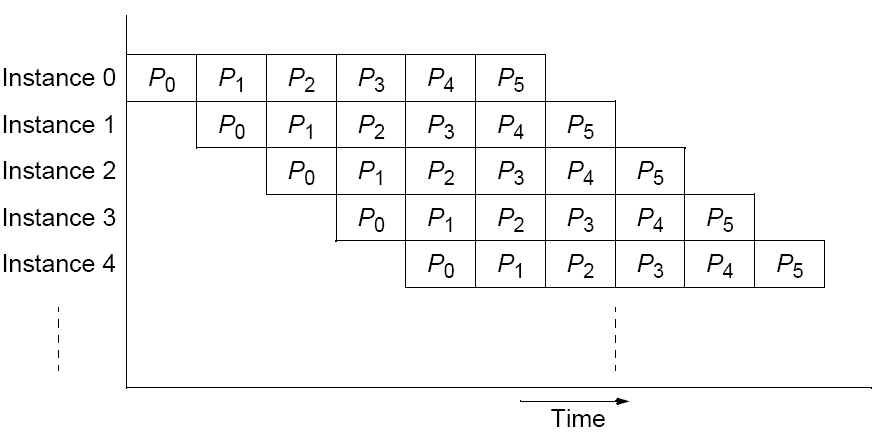 Instance 0 P0 P1 P2 P3 P4 P5
Instance 1 P0 P1 P2 P3 P4 P5
Instance 2 P0 P1 P2 P3 P4 P5
Instance 3 P0 P1 P2 P3 P4 P5
Instance 4 P0 P1 P2 P3 P4 P5
Time